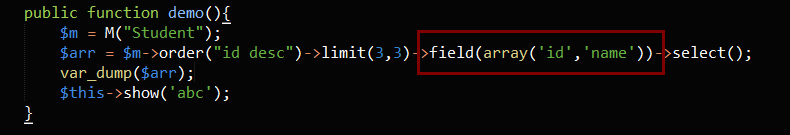 public function demo(){
$m = M("Student");
$arr = $m->order("id desc")->limit(3,3)->field(array('id','name'))->select();
var_dump($arr);
$this->show('abc');
}